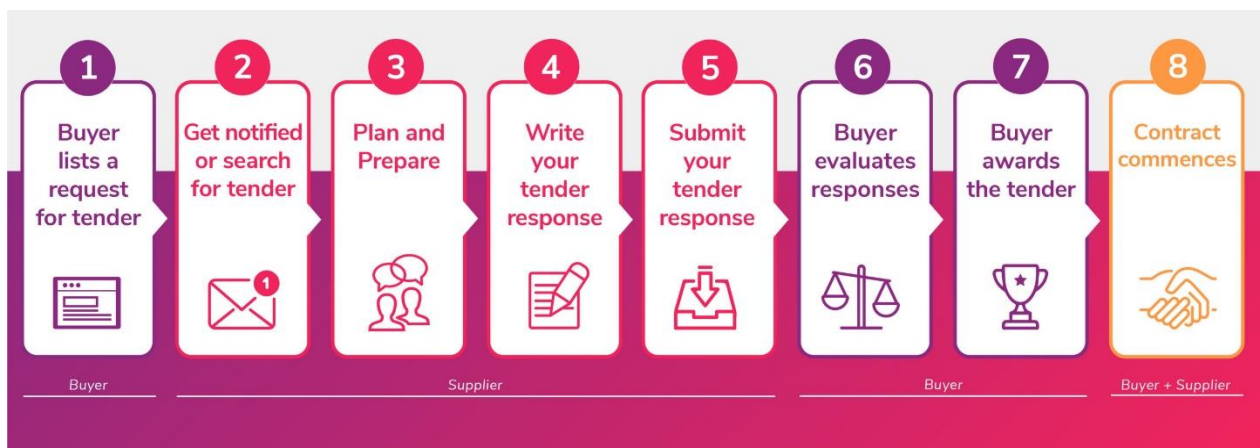 1
Buyer
lists a
request
for tender
2
Get notified
or search
for tender
1
3
Plan and
Prepare
4
Write
your
tender
response
5
Submit
your
tender
response
6
Buyer
evaluates
responses
7
Buyer
awards
the tender
8
Contract
commences
Buyer
Supplier
Buyer
Buyer + Supplier